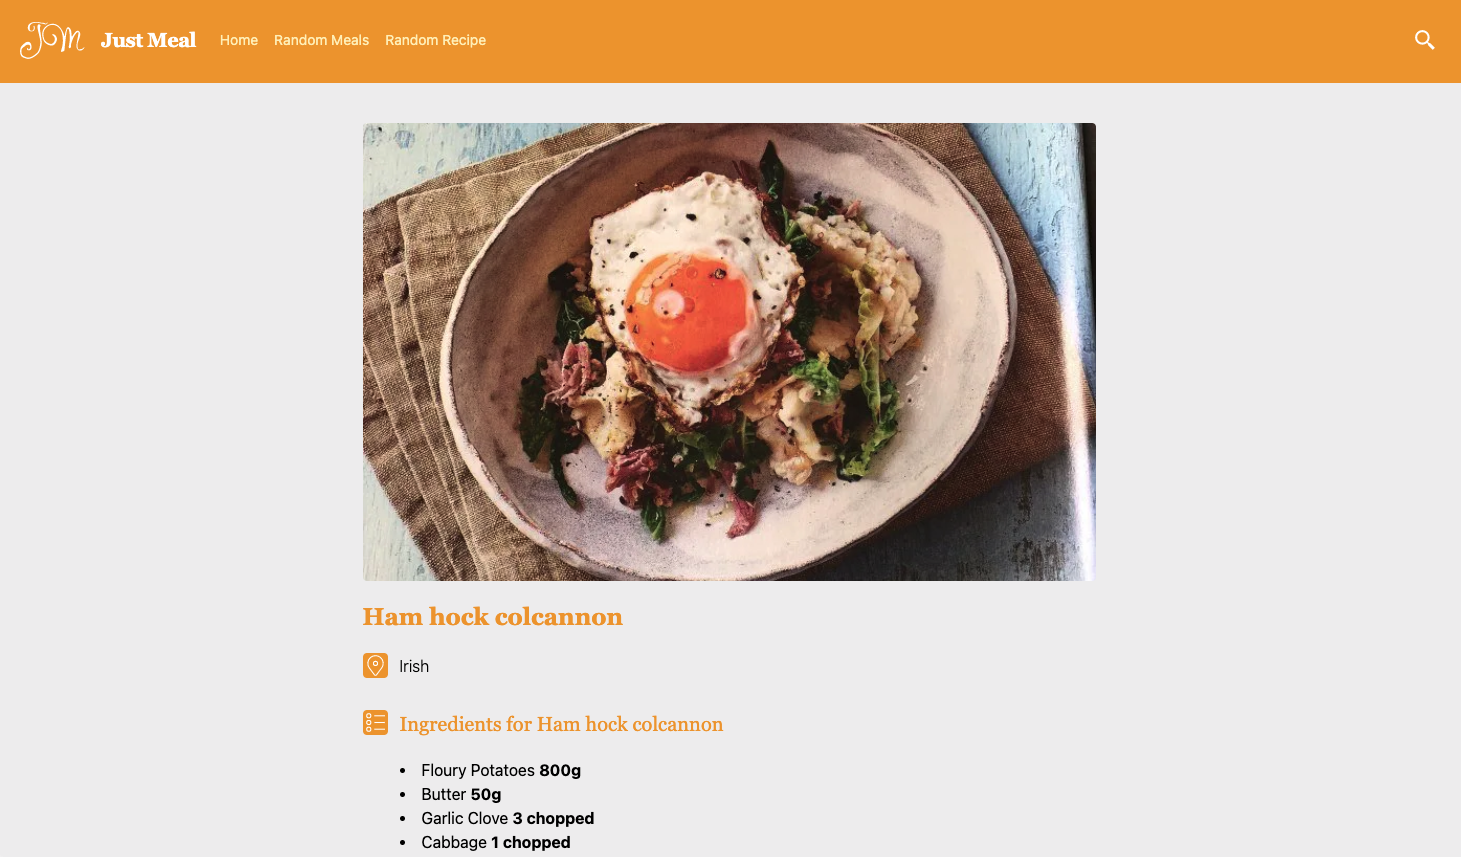 JM Just Meal Home Random Meals Random Recipe
Ham hock colcannon
Irish
Ingredients for Ham hock colcannon
• Floury Potatoes 800g
• Butter 50g
• Garlic Clove 3 chopped
• Cabbage 1 chopped